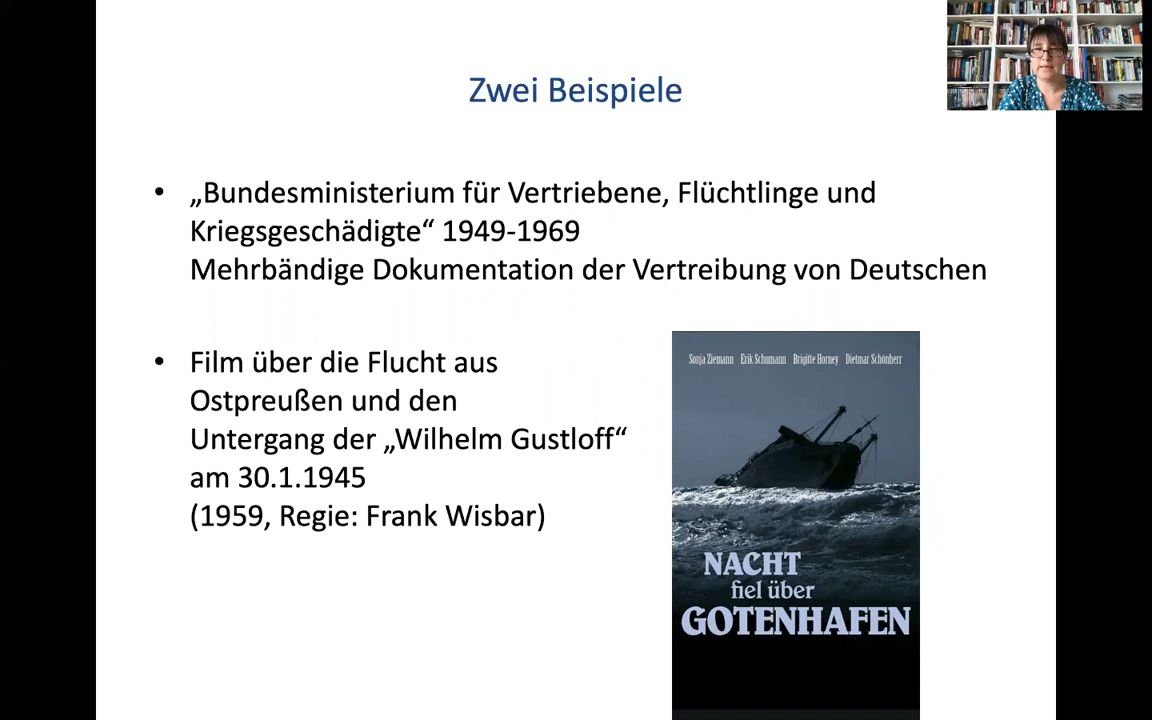 Zwei Beispiele
• „Bundesministerium für Vertriebene, Flüchtlinge und
Kriegsgeschädigte“ 1949-1969
Mehrbändige Dokumentation der Vertreibung von Deutschen
• Film über die Flucht aus
Ostpreußen und den
Untergang der „Wilhelm Gustloff“
am 30.1.1945
(1959, Regie: Frank Wisbar)
Sonja Ziemann Erik Schumann Brigitte Horney Dietmar Schönherr
NACHT
fiel über
GOTENHAFEN